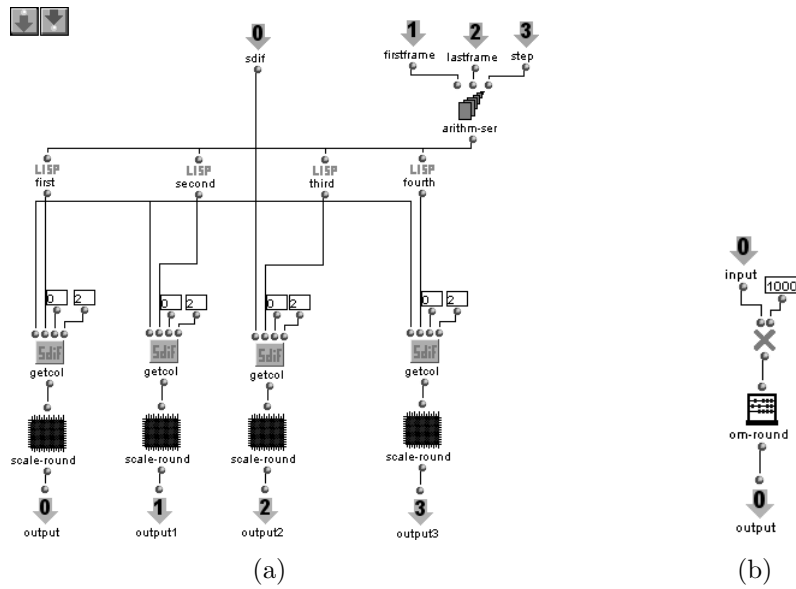 0 1 2 3
sdif firstframe lastframe step
arithm-ser
LISP LISP LISP LISP
first second third fourth
0 2 0 2 0 2 0 2
Sdif Sdif Sdif Sdif
getcol getcol getcol getcol
scale-round scale-round scale-round scale-round
0 1 2 3
output output1 output2 output3
(a)
0
input
1000
om-round
0
output
(b)